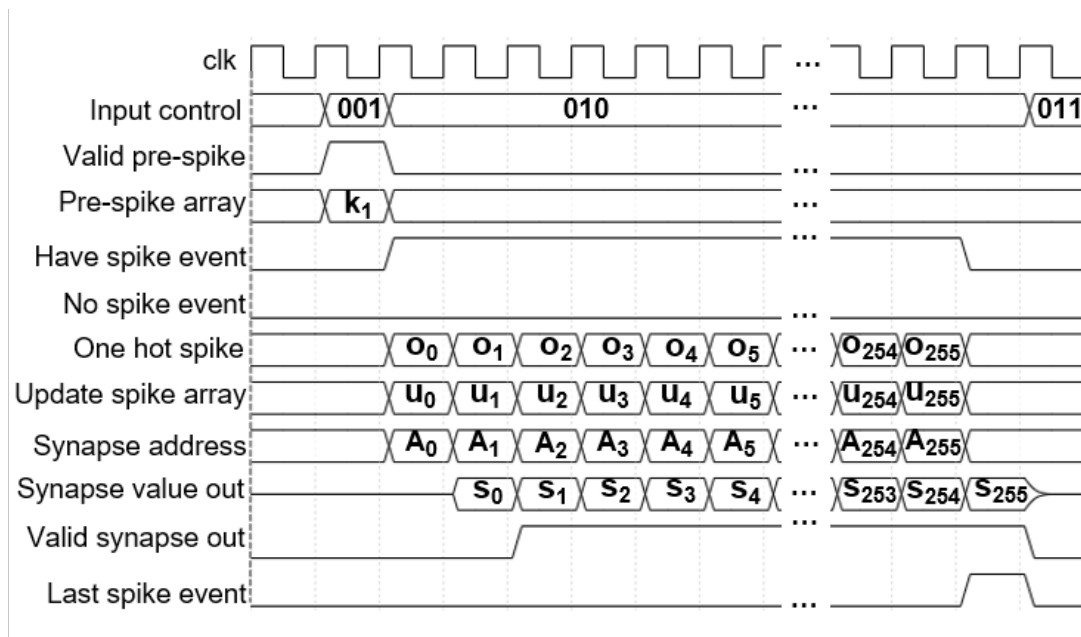 clk ...
Input control 001 010 ... 011
Valid pre-spike ...
Pre-spike array k₁ ...
Have spike event ...
No spike event ...
One hot spike o₀ o₁ o₂ o₃ o₄ o₅ ... o₂₅₄ o₂₅₅
Update spike array u₀ u₁ u₂ u₃ u₄ u₅ ... u₂₅₄ u₂₅₅
Synapse address A₀ A₁ A₂ A₃ A₄ A₅ ... A₂₅₄ A₂₅₅
Synapse value out s₀ s₁ s₂ s₃ s₄ ... s₂₅₃ s₂₅₄ s₂₅₅
Valid synapse out ...
Last spike event ...